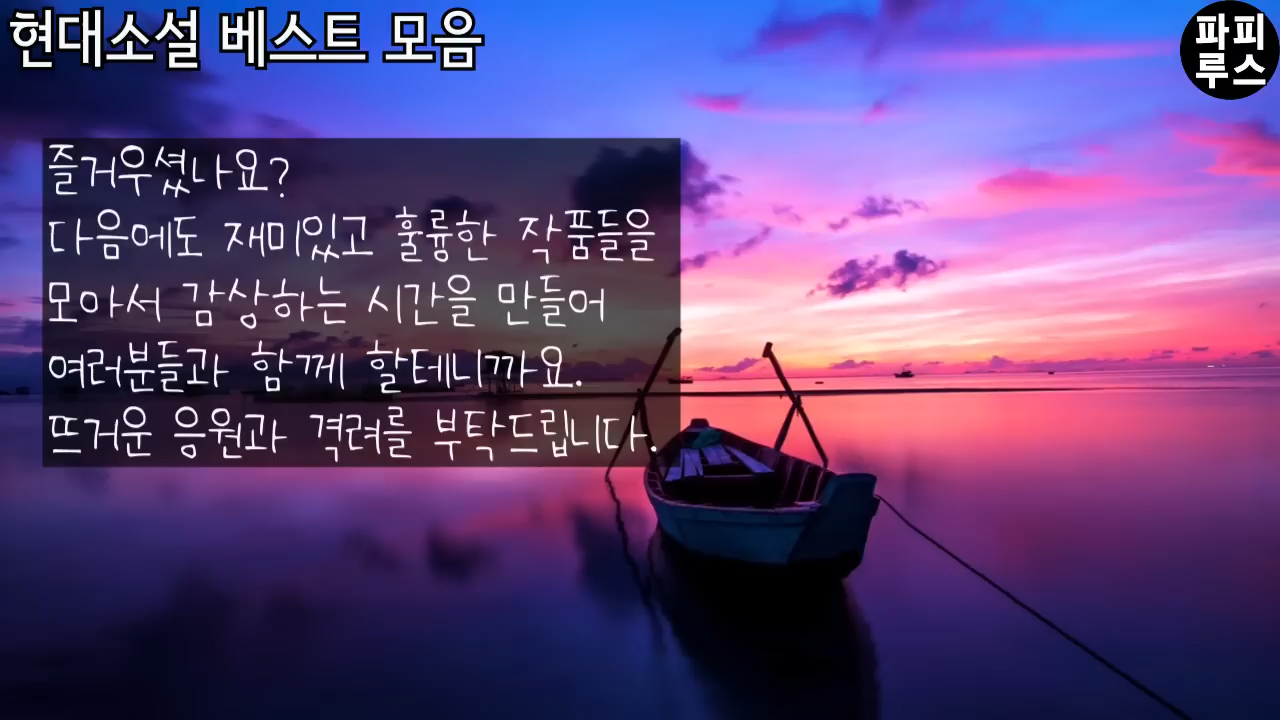 현대소설 베스트 모음
파피
루스
즐거우셨나요?
다음에도 재미있고 훌륭한 작품들을
모아서 감상하는 시간을 만들어
여러분들과 함께 할테니까요.
뜨거운 응원과 격려를 부탁드립니다.